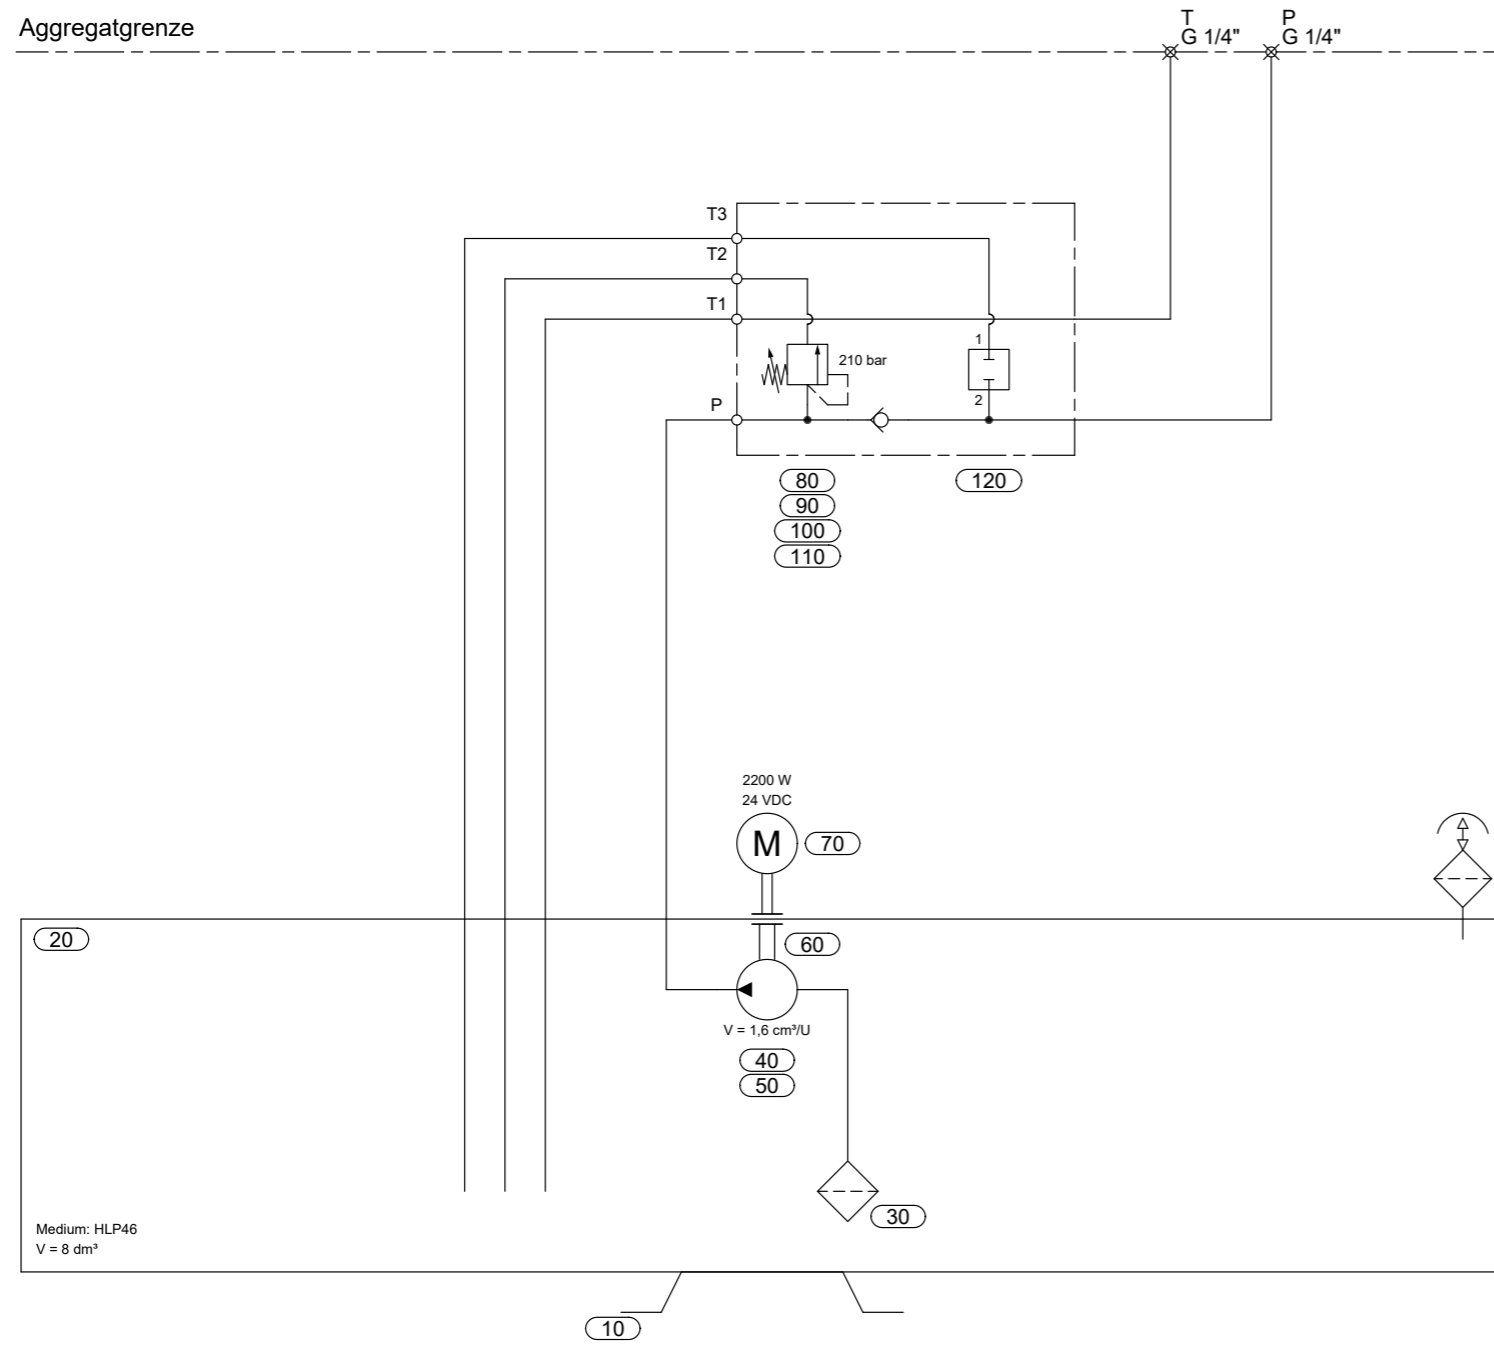 Aggregatgrenze
T
G 1/4"
P
G 1/4"
T3
T2
T1
1
210 bar
2
P
80
120
90
100
110
2200 W
24 VDC
M
70
20
60
V = 1,6 cm³/U
40
50
30
Medium: HLP46
V = 8 dm³
10